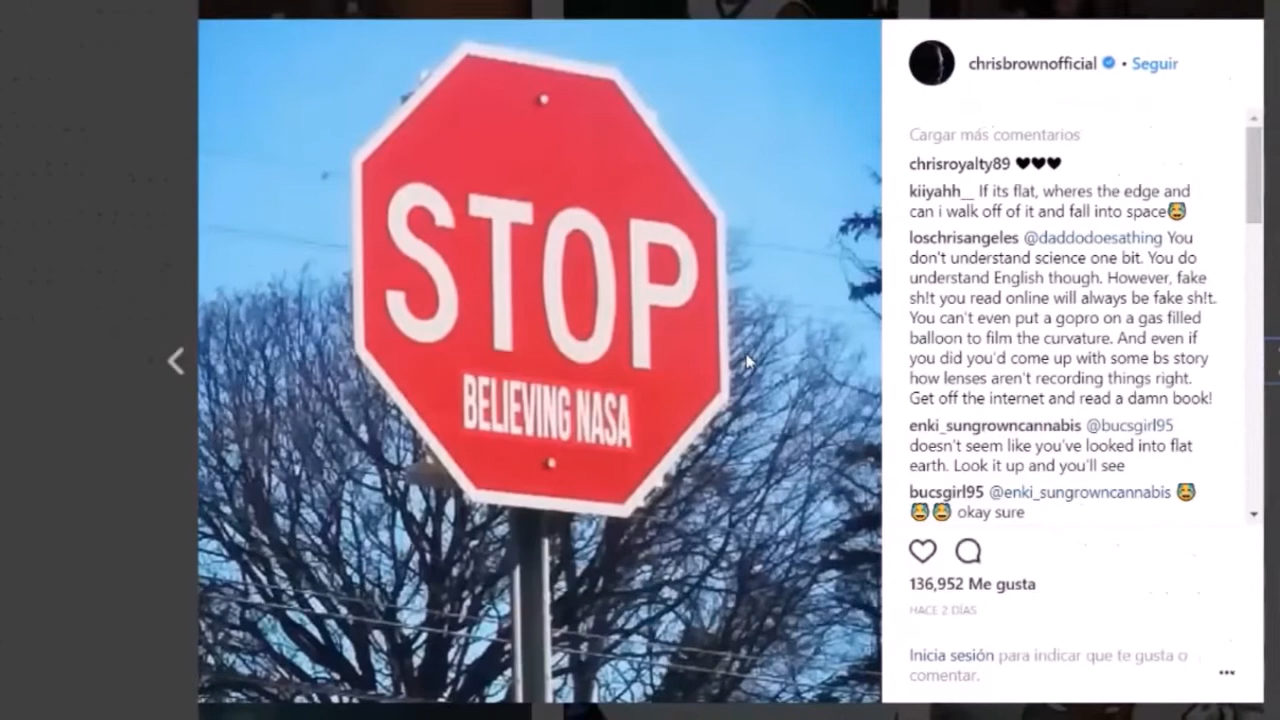 STOP
BELIEVING NASA
chrisbrownofficial • Seguir
Cargar más comentarios
chrisroyalty89 ♥♥♥
kiiyahh__ If its flat, wheres the edge and
can i walk off of it and fall into space
loschrisangeles @daddodoesathing You
don't understand science one bit. You do
understand English though. However, fake
sh!t you read online will always be fake sh!t.
You can't even put a gopro on a gas filled
balloon to film the curvature. And even if
you did you'd come up with some bs story
how lenses aren't recording things right.
Get off the internet and read a damn book!
enki_sungrowncannabis @bucsgirl95
doesn't seem like you've looked into flat
earth. Look it up and you'll see
bucsgirl95 @enki_sungrowncannabis
okay sure
136,952 Me gusta
HACE 2 DÍAS
Inicia sesión para indicar que te gusta o
comentar.